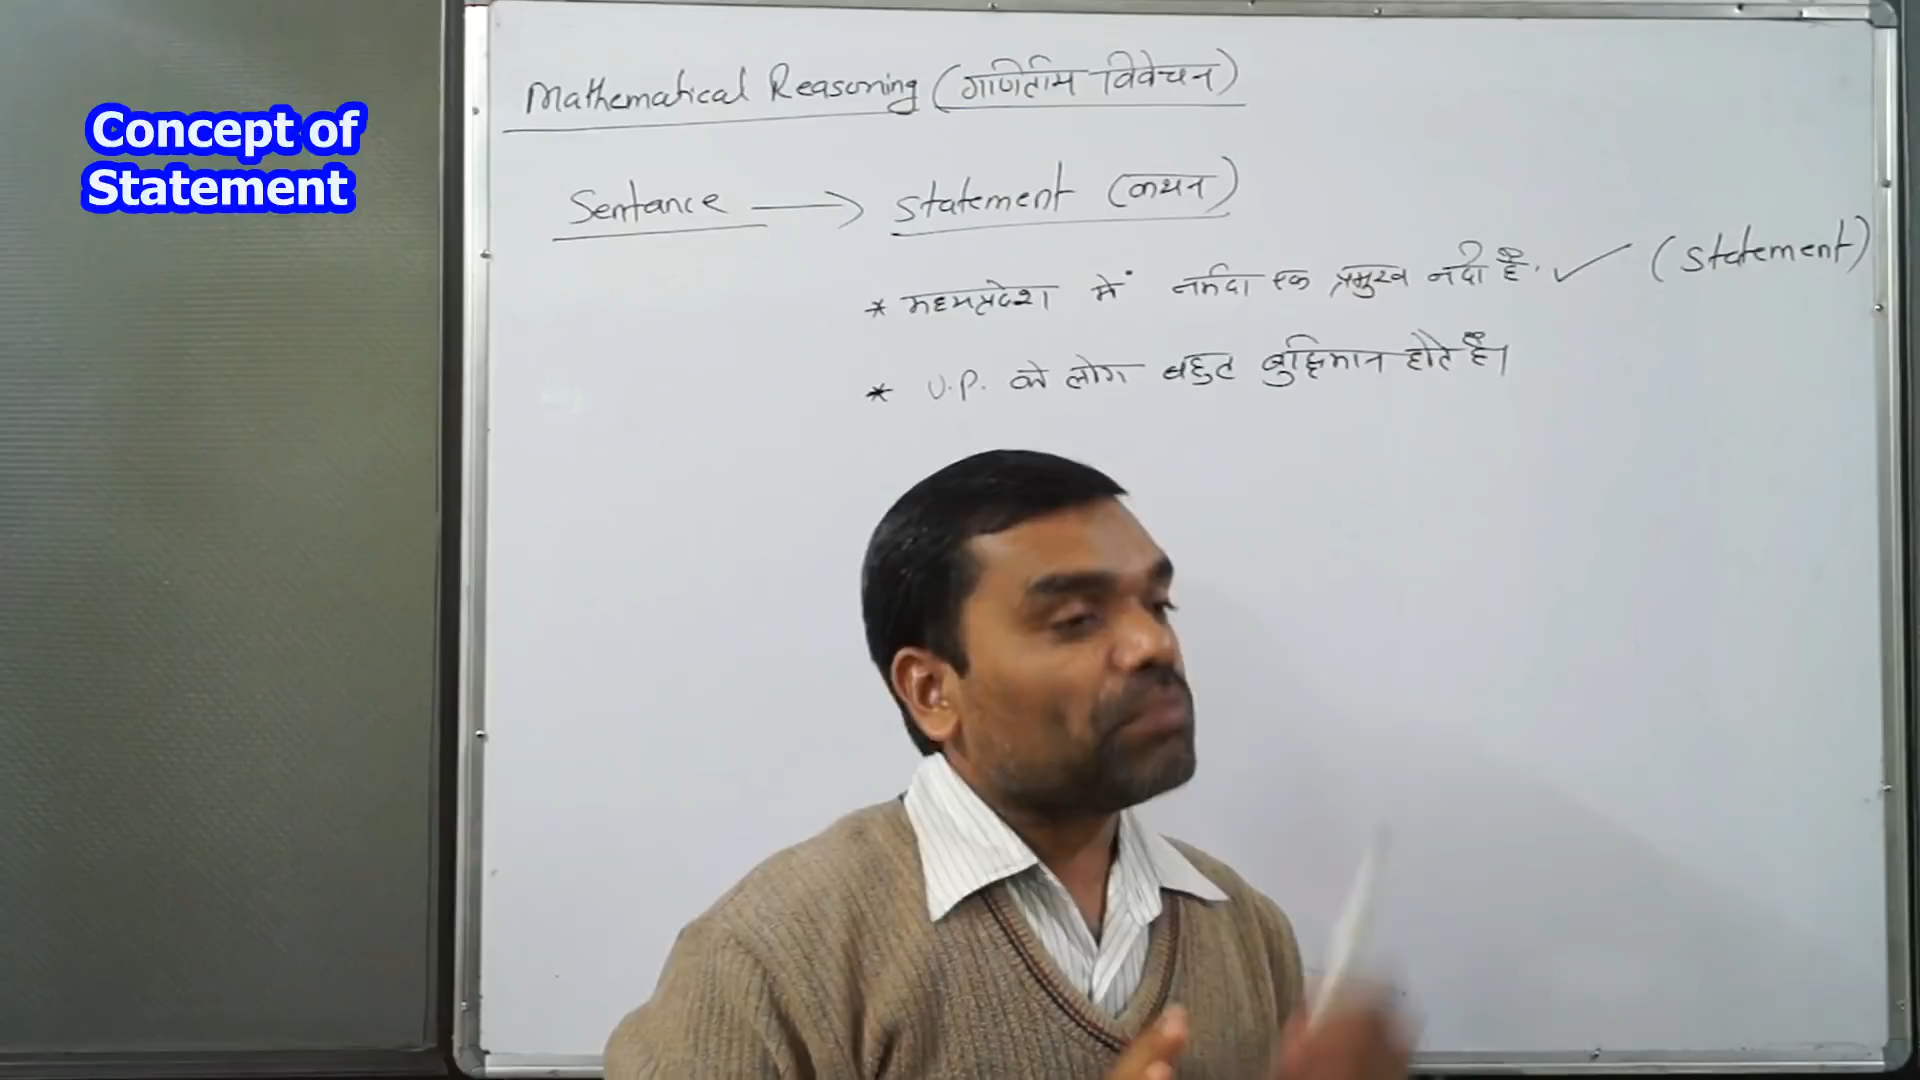 Concept of
Statement
Mathematical Reasoning (गणितीय विवेचन)
Sentance → Statement (कथन)
* मध्यप्रदेश में नर्मदा एक प्रमुख नदी है. ✓ (Statement)
* U.P. के लोग बहुत बुद्धिमान होते हैं।